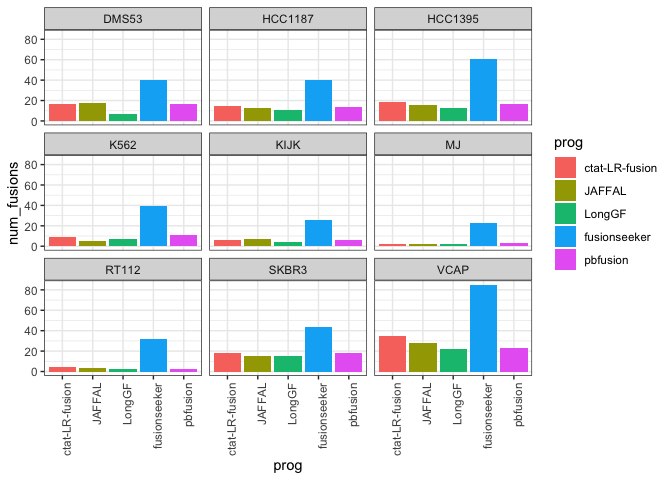 DMS53 HCC1187 HCC1395
80
60
40
20
0
K562 KIJK MJ
80
60
40
20
0
RT112 SKBR3 VCAP
80
60
40
20
0
num_fusions
ctat-LR-fusion JAFFAL LongGF fusionseeker pbfusion ctat-LR-fusion JAFFAL LongGF fusionseeker pbfusion ctat-LR-fusion JAFFAL LongGF fusionseeker pbfusion
prog
prog
ctat-LR-fusion
JAFFAL
LongGF
fusionseeker
pbfusion